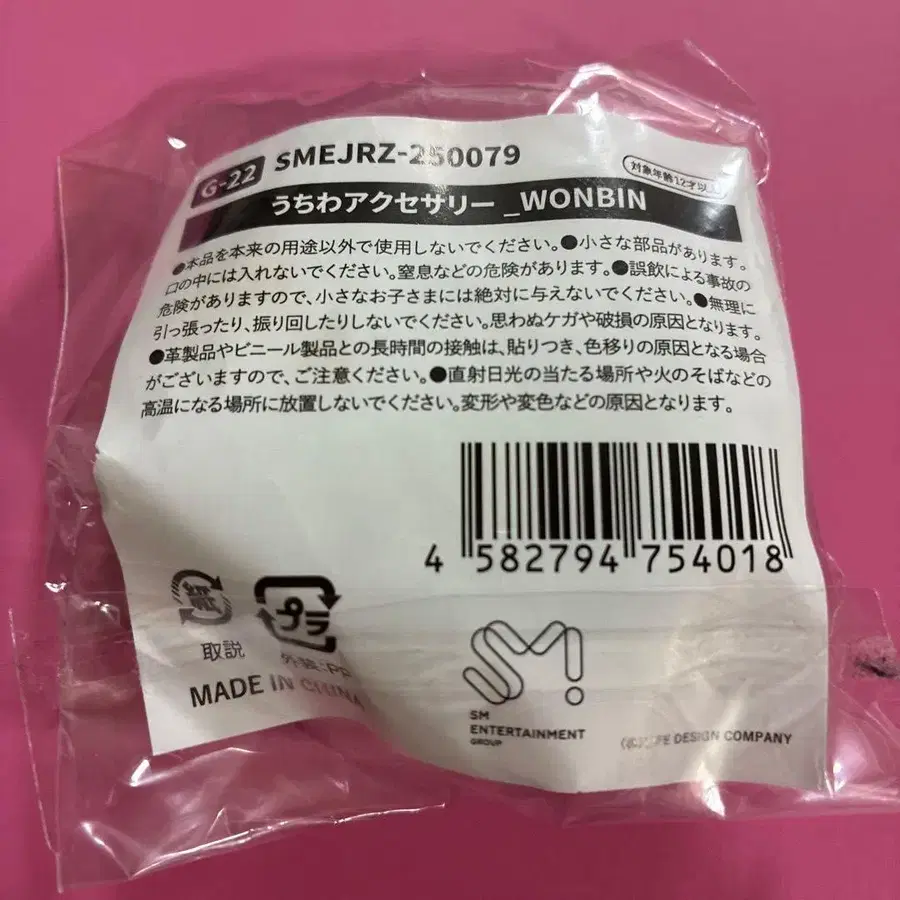 G-22 SMEJRZ-250079
対象年齢12才以上
うちわアクセサリー _WONBIN
●本品を本来の用途以外で使用しないでください。●小さな部品があります。
口の中には入れないでください。窒息などの危険があります。●誤飲による事故の
危険がありますので、小さなお子さまには絶対に与えないでください。●無理に
引っ張ったり、振り回したりしないでください。思わぬケガや破損の原因となります。
●革製品やビニール製品との長時間の接触は、貼りつき、色移りの原因となる場合
がございますので、ご注意ください。●直射日光の当たる場所や火のそばなどの
高温になる場所に放置しないでください。変形や変色などの原因となります。
4 582794 754018
紙
プラ
取説
外装:PP
MADE IN CHINA
SM
SM
ENTERTAINMENT
GROUP
DESIGN COMPANY